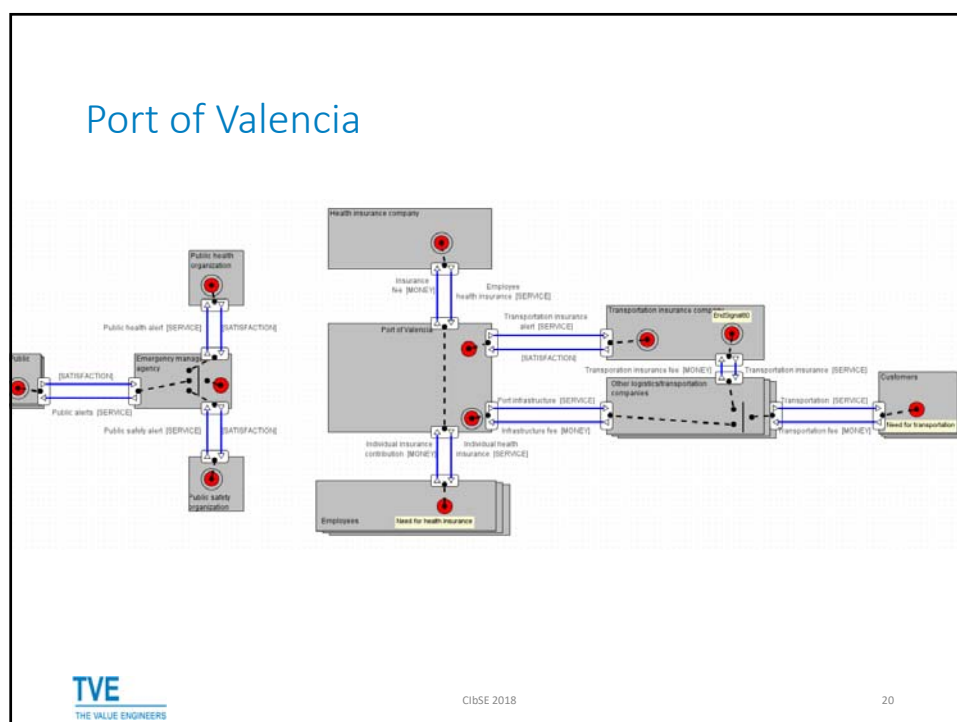 Port of Valencia
Health insurance company
Public health
organization
Insurance
fee [MONEY]
Employee
health insurance [SERVICE]
Public health alert [SERVICE]
[SATISFACTION]
Port of Valencia
Transportation insurance
alert [SERVICE]
[SATISFACTION]
Transportation insurance company
EndSignal80
Public
Emergency manag
agency
[SATISFACTION]
Public alerts [SERVICE]
Transporation insurance fee [MONEY]
Transportation insurance [SERVICE]
Other logistics/transportation
companies
Customers
Port infrastructure [SERVICE]
Infrastructure fee [MONEY]
Transportation [SERVICE]
Transportation fee [MONEY]
Need for transportation
Public safety alert [SERVICE]
[SATISFACTION]
Individual insurance
contribution [MONEY]
Individual health
insurance [SERVICE]
Public safety
organization
Employees
Need for health insurance
TVE
THE VALUE ENGINEERS
CIbSE 2018
20